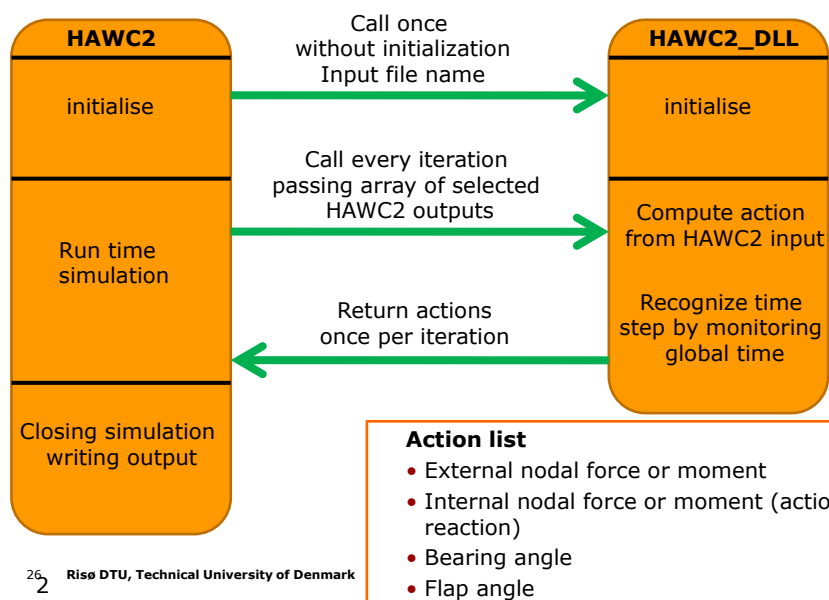 HAWC2
initialise
Run time
simulation
Closing simulation
writing output
Call once
without initialization
Input file name
Call every iteration
passing array of selected
HAWC2 outputs
Return actions
once per iteration
HAWC2_DLL
initialise
Compute action
from HAWC2 input
Recognize time
step by monitoring
global time
Action list
• External nodal force or moment
• Internal nodal force or moment (actio
reaction)
• Bearing angle
• Flap angle
26 2 Risø DTU, Technical University of Denmark